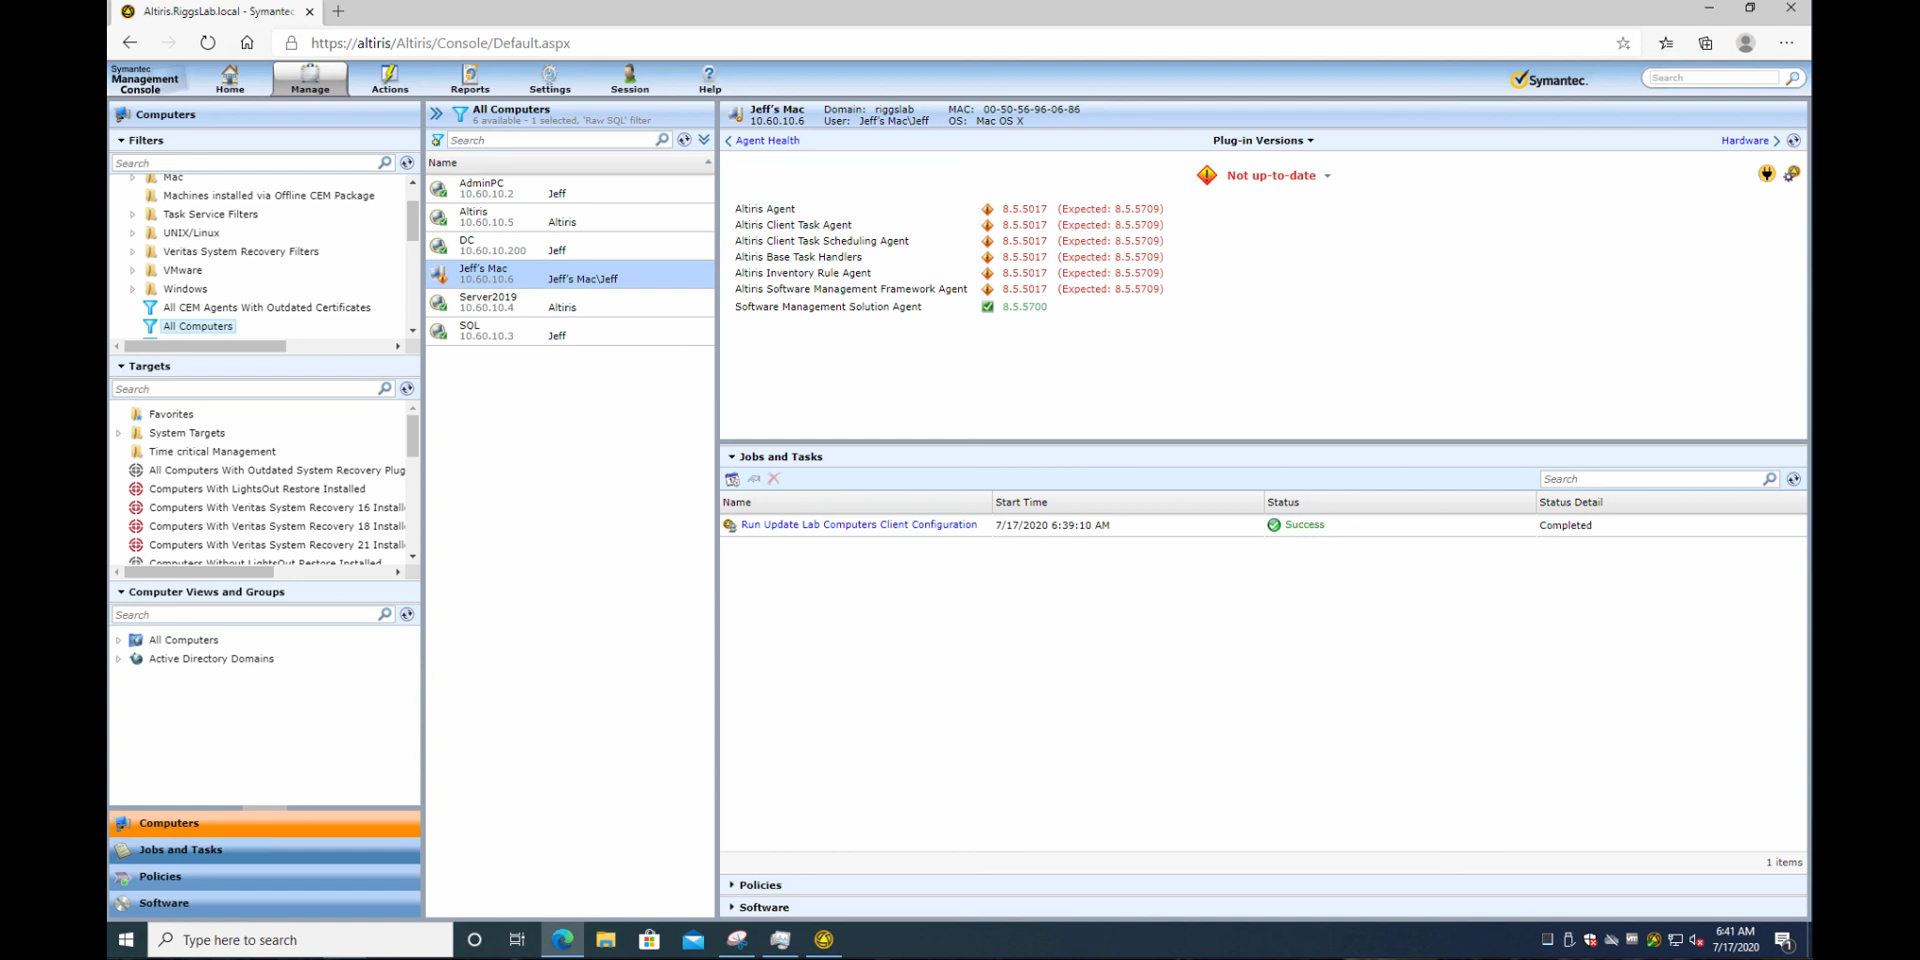 Altiris.RiggsLab.local - Symantec
https://altiris/Altiris/Console/Default.aspx
Symantec
Management
Console
Home
Manage
Actions
Reports
Settings
Session
Help
Symantec.
Search
Computers
Filters
Search
Mac
Machines installed via Offline CEM Package
Task Service Filters
UNIX/Linux
Veritas System Recovery Filters
VMware
Windows
All CEM Agents With Outdated Certificates
All Computers
Targets
Search
Favorites
System Targets
Time critical Management
All Computers With Outdated System Recovery Plug
Computers With LightsOut Restore Installed
Computers With Veritas System Recovery 16 Install
Computers With Veritas System Recovery 18 Install
Computers With Veritas System Recovery 21 Install
Computers Without LightsOut Restore Installed
Computer Views and Groups
Search
All Computers
Active Directory Domains
Computers
Jobs and Tasks
Policies
Software
All Computers
6 available - 1 selected, 'Raw SQL' filter
Search
Name
AdminPC
10.60.10.2 Jeff
Altiris
10.60.10.5 Altiris
DC
10.60.10.200 Jeff
Jeff's Mac
10.60.10.6 Jeff's Mac\Jeff
Server2019
10.60.10.4 Altiris
SQL
10.60.10.3 Jeff
Jeff's Mac Domain: riggslab MAC: 00-50-56-96-06-86
10.60.10.6 User: Jeff's Mac\Jeff OS: Mac OS X
Agent Health Plug-in Versions Hardware
Not up-to-date
Altiris Agent 8.5.5017 (Expected: 8.5.5709)
Altiris Client Task Agent 8.5.5017 (Expected: 8.5.5709)
Altiris Client Task Scheduling Agent 8.5.5017 (Expected: 8.5.5709)
Altiris Base Task Handlers 8.5.5017 (Expected: 8.5.5709)
Altiris Inventory Rule Agent 8.5.5017 (Expected: 8.5.5709)
Altiris Software Management Framework Agent 8.5.5017 (Expected: 8.5.5709)
Software Management Solution Agent 8.5.5700
Jobs and Tasks
Search
Name Start Time Status Status Detail
Run Update Lab Computers Client Configuration 7/17/2020 6:39:10 AM Success Completed
1 items
Policies
Software
Type here to search
6:41 AM
7/17/2020
1